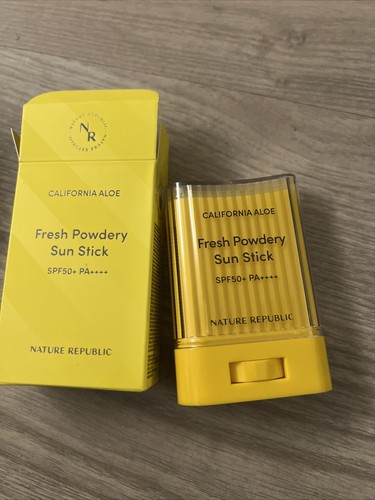 NR
CALIFORNIA ALOE
Fresh Powdery
Sun Stick
SPF50+ PA++++
NATURE REPUBLIC
CALIFORNIA ALOE
Fresh Powdery
Sun Stick
SPF50+ PA++++
NATURE REPUBLIC